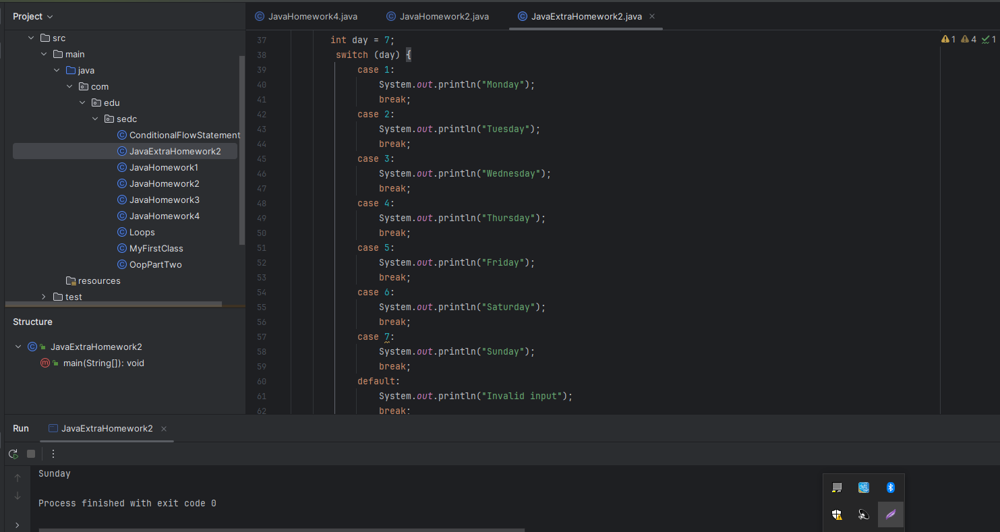 Project
src
main
java
com
edu
sedc
ConditionalFlowStatement
JavaExtraHomework2
JavaHomework1
JavaHomework2
JavaHomework3
JavaHomework4
Loops
MyFirstClass
OopPartTwo
resources
test
Structure
JavaExtraHomework2
main(String[]): void
JavaHomework4.java JavaHomework2.java JavaExtraHomework2.java
1 4 1
37 int day = 7;
38 switch (day) {
39 case 1:
40 System.out.println("Monday");
41 break;
42 case 2:
43 System.out.println("Tuesday");
44 break;
45 case 3:
46 System.out.println("Wednesday");
47 break;
48 case 4:
49 System.out.println("Thursday");
50 break;
51 case 5:
52 System.out.println("Friday");
53 break;
54 case 6:
55 System.out.println("Saturday");
56 break;
57 case 7:
58 System.out.println("Sunday");
59 break;
60 default:
61 System.out.println("Invalid input");
62 break;
Run JavaExtraHomework2
Sunday
Process finished with exit code 0